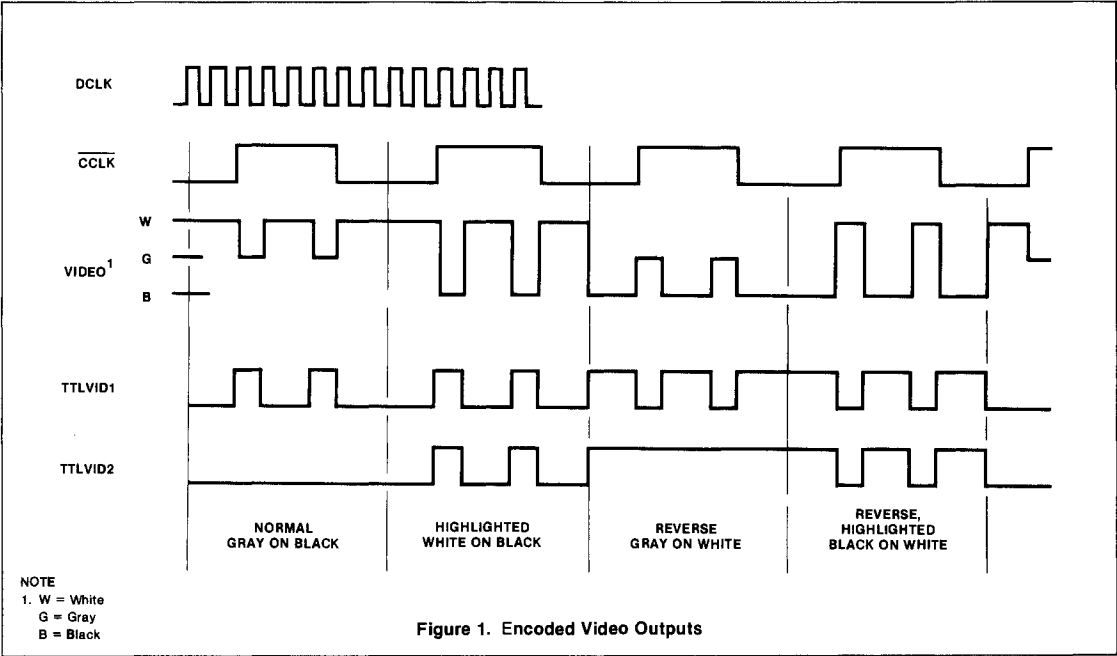 DCLK
CCLK
W
G
VIDEO1
B
TTLVID1
TTLVID2
NORMAL
GRAY ON BLACK
HIGHLIGHTED
WHITE ON BLACK
REVERSE
GRAY ON WHITE
REVERSE,
HIGHLIGHTED
BLACK ON WHITE
NOTE
1. W = White
G = Gray
B = Black
Figure 1. Encoded Video Outputs